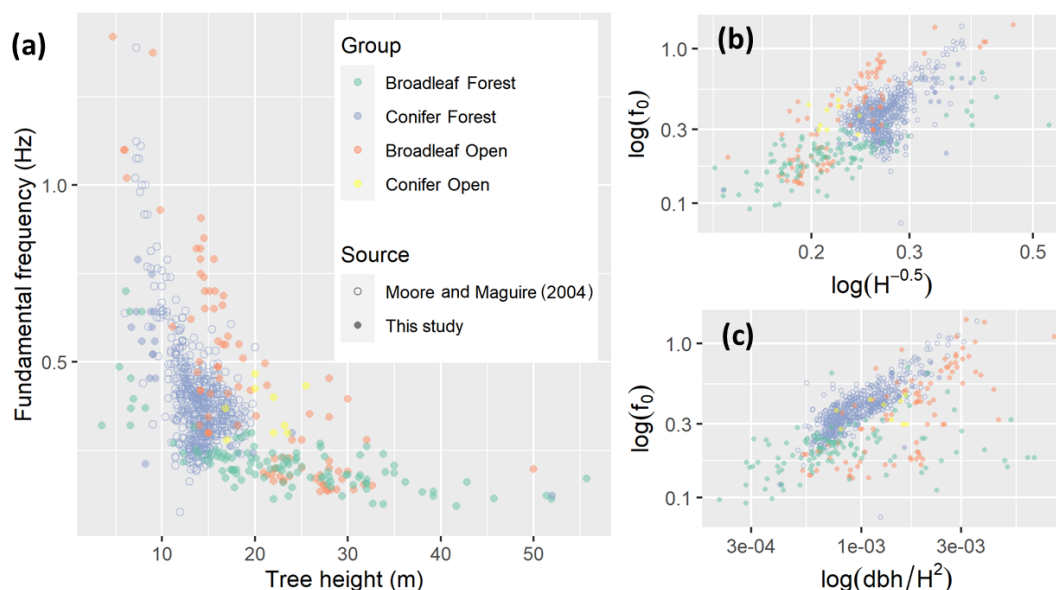 (a)
Group
Broadleaf Forest
Conifer Forest
Broadleaf Open
Conifer Open
Source
Moore and Maguire (2004)
This study
Fundamental frequency (Hz)
1.0
0.5
10 20 30 40 50
Tree height (m)
(b)
log(f₀)
1.0
0.3
0.1
0.2 0.3 0.5
log(H⁻⁰·⁵)
(c)
log(f₀)
1.0
0.3
0.1
3e-04 1e-03 3e-03
log(dbh/H²)